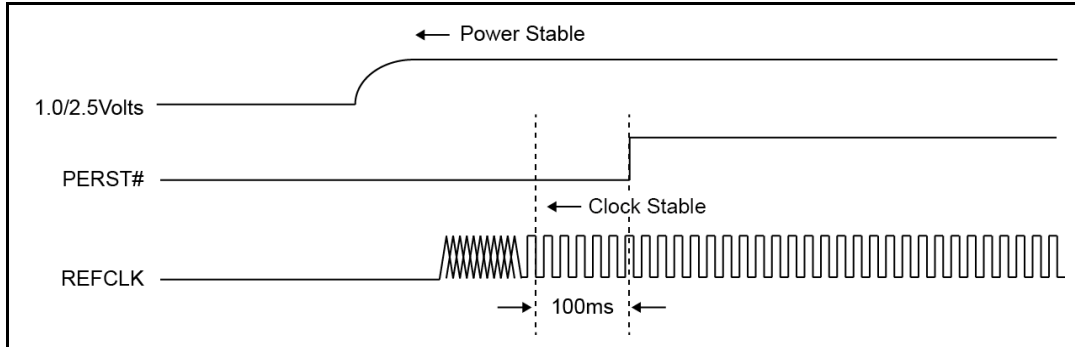 Power Stable
1.0/2.5Volts
PERST#
Clock Stable
REFCLK
100ms